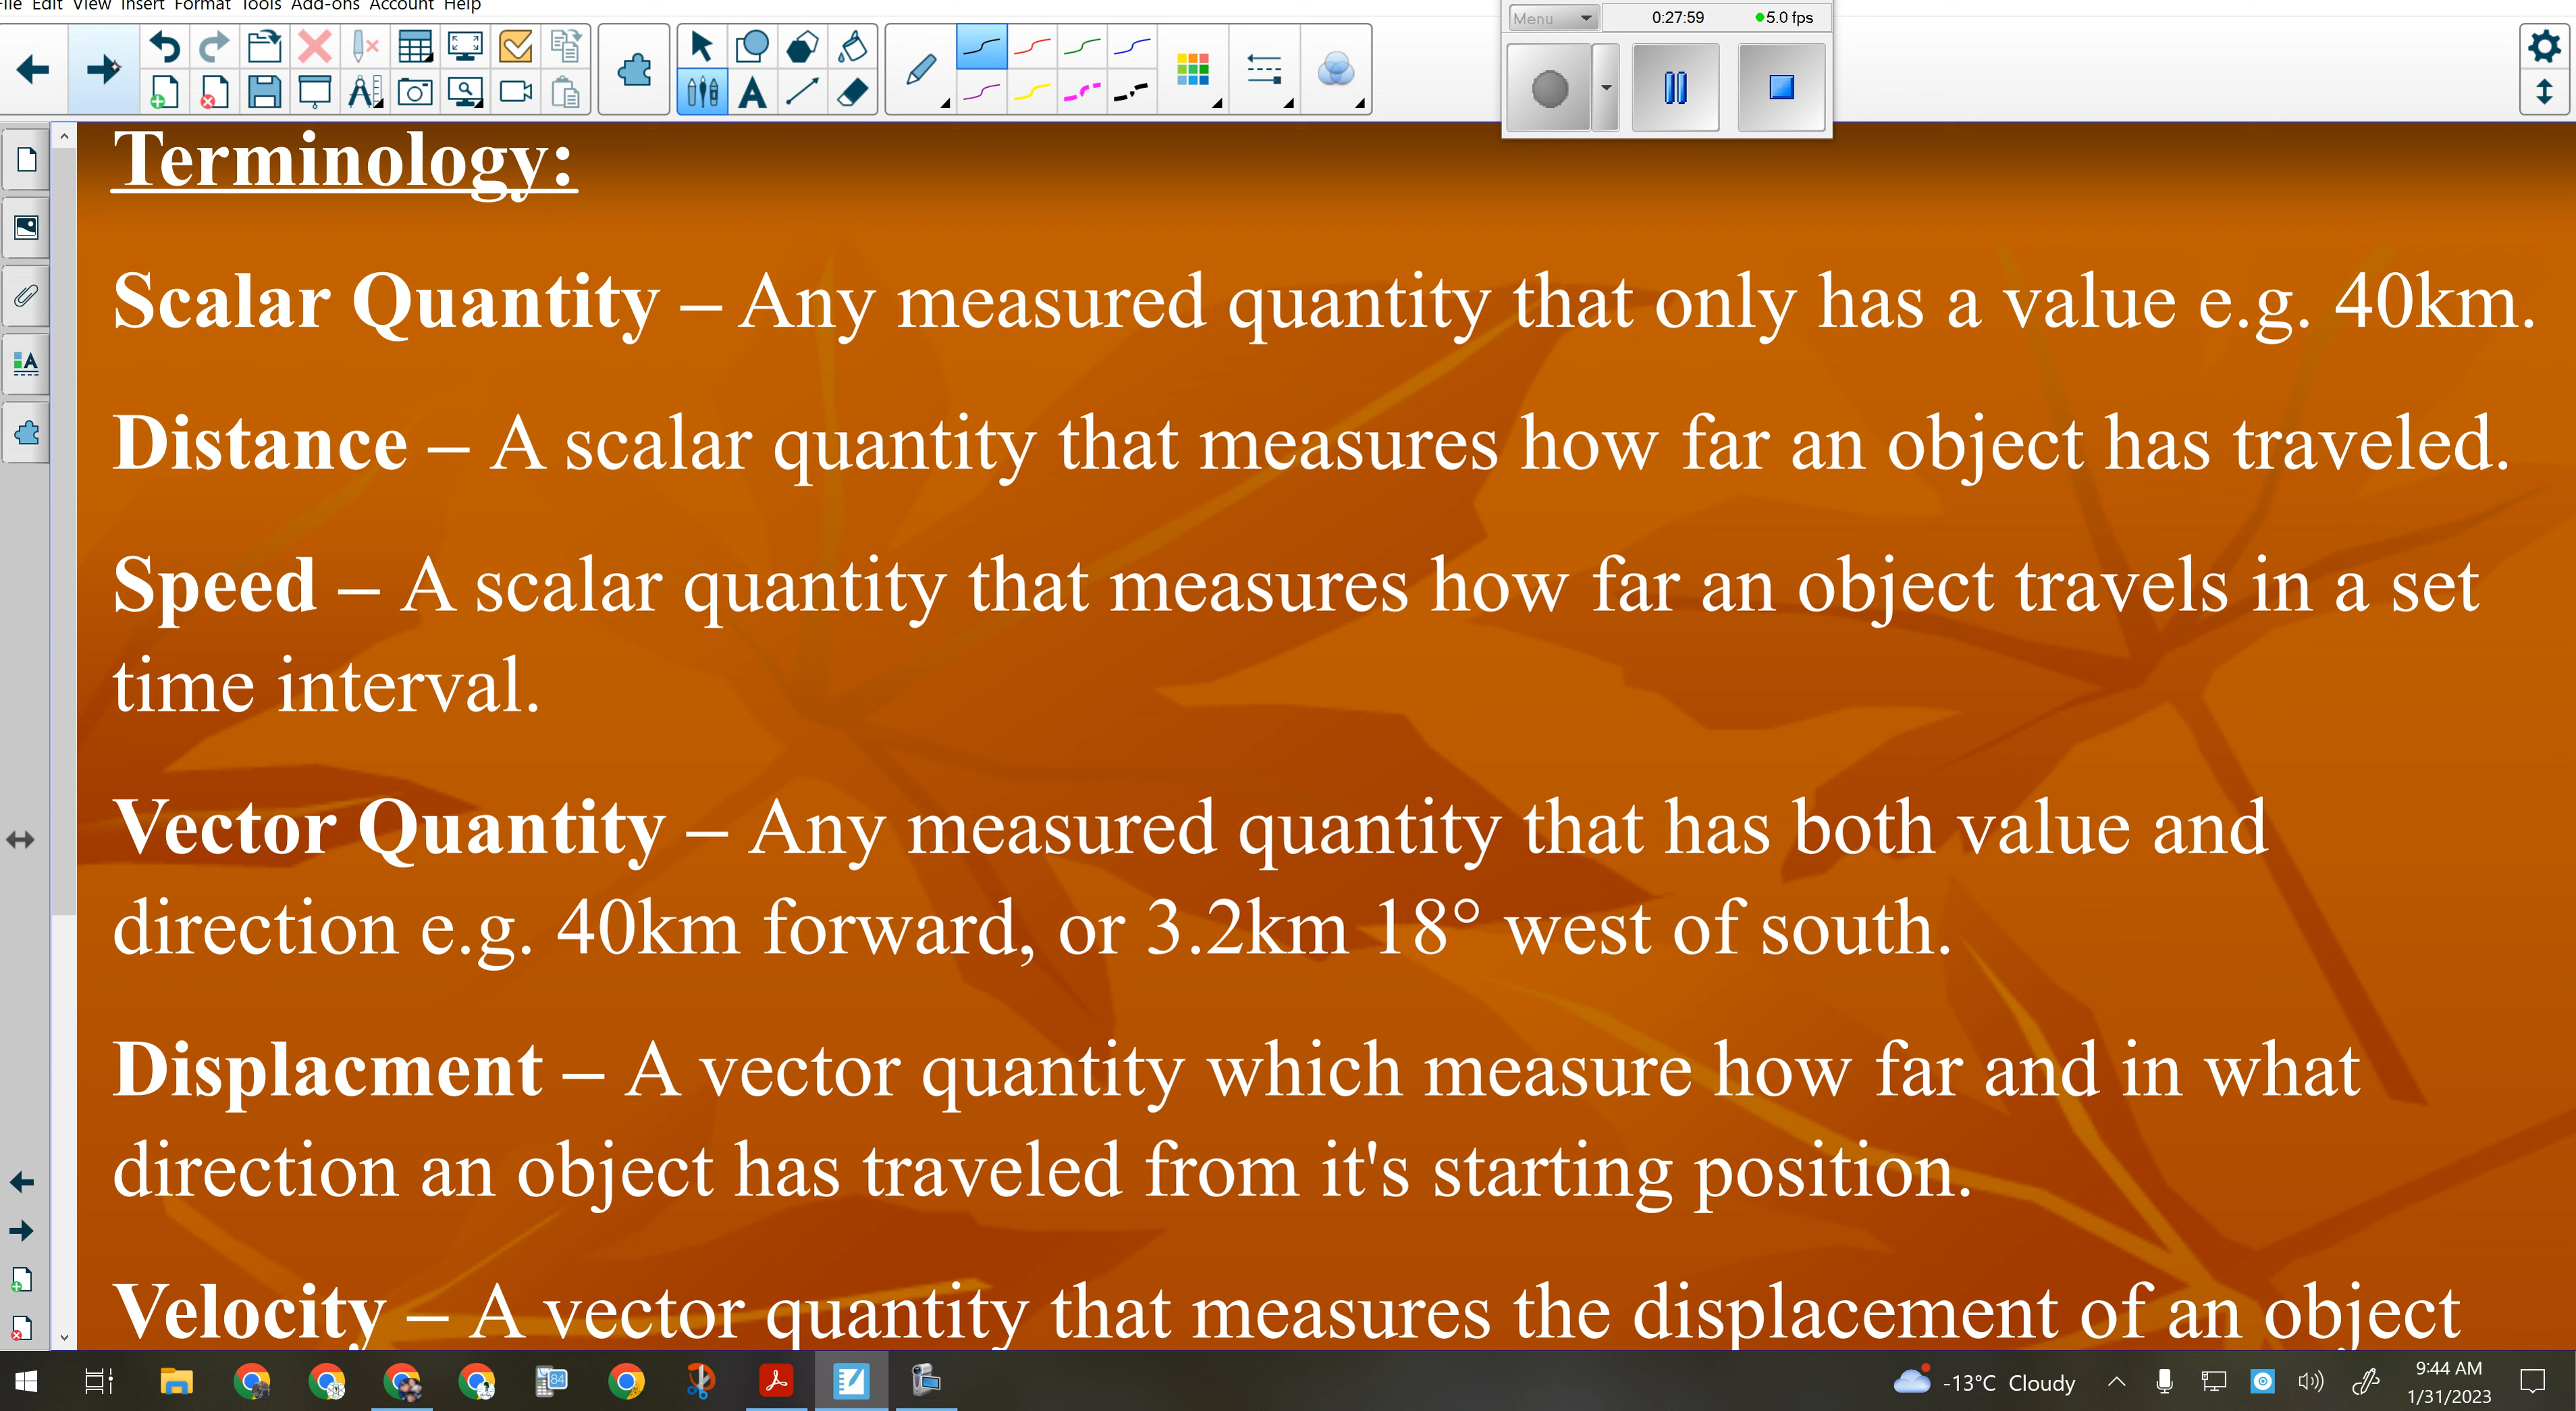 File Edit View Insert Format Tools Add-ons Account Help
Menu 0:27:59 5.0 fps
Terminology:
Scalar Quantity – Any measured quantity that only has a value e.g. 40km.
Distance – A scalar quantity that measures how far an object has traveled.
Speed – A scalar quantity that measures how far an object travels in a set
time interval.
Vector Quantity – Any measured quantity that has both value and
direction e.g. 40km forward, or 3.2km 18° west of south.
Displacment – A vector quantity which measure how far and in what
direction an object has traveled from it's starting position.
Velocity – A vector quantity that measures the displacement of an object
84
-13°C Cloudy
9:44 AM
1/31/2023